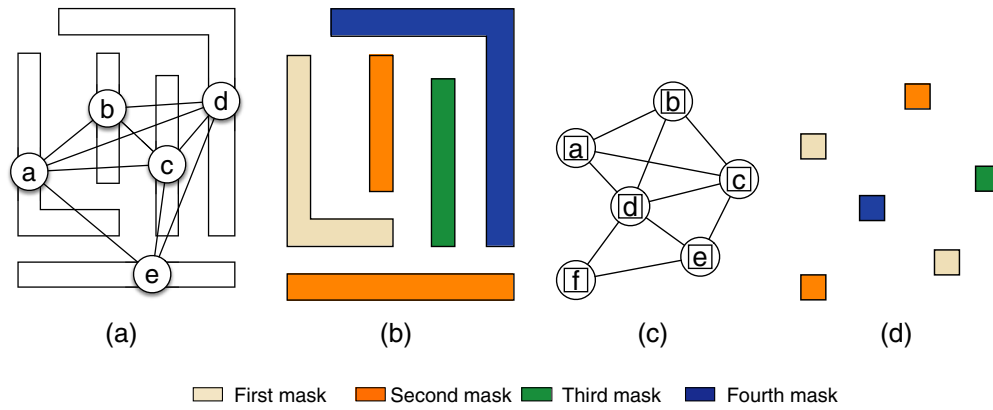 b
d
c
a
e
b
a
c
d
e
f
(a)
(b)
(c)
(d)
First mask
Second mask
Third mask
Fourth mask